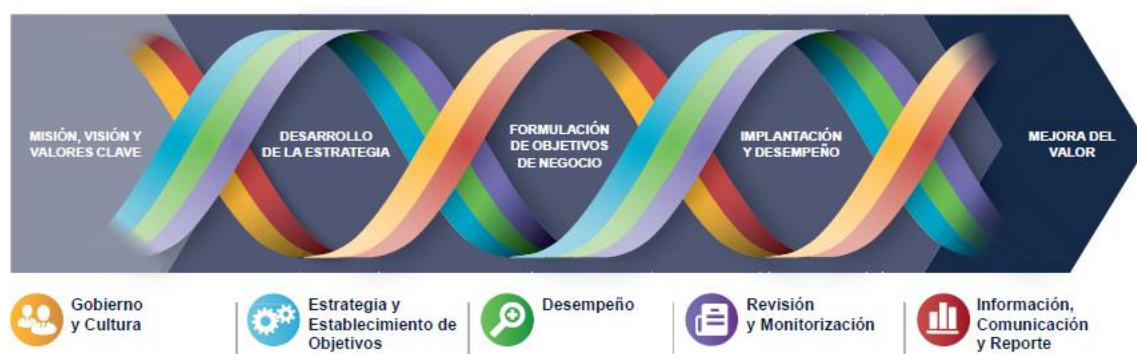 MISIÓN, VISIÓN Y
VALORES CLAVE
DESARROLLO
DE LA ESTRATEGIA
FORMULACIÓN
DE OBJETIVOS
DE NEGOCIO
IMPLANTACIÓN
Y DESEMPEÑO
MEJORA DEL
VALOR
Gobierno
y Cultura
Estrategia y
Establecimiento de
Objetivos
Desempeño
Revisión
y Monitorización
Información,
Comunicación
y Reporte